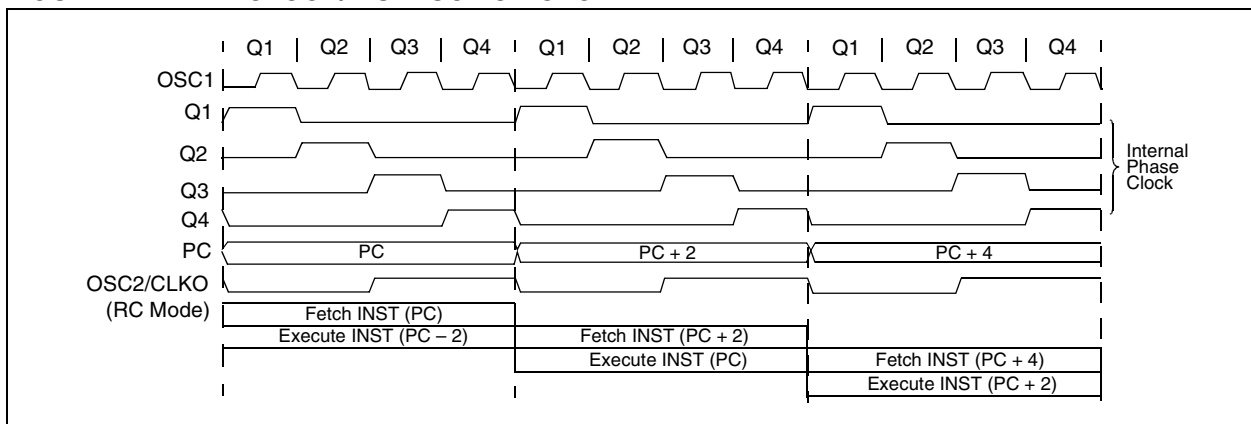 Q1 | Q2 | Q3 | Q4 | Q1 | Q2 | Q3 | Q4 | Q1 | Q2 | Q3 | Q4
OSC1
Q1
Q2
Q3
Q4
Internal
Phase
Clock
PC PC PC + 2 PC + 4
OSC2/CLKO
(RC Mode)
Fetch INST (PC)
Execute INST (PC – 2) Fetch INST (PC + 2)
Execute INST (PC) Fetch INST (PC + 4)
Execute INST (PC + 2)